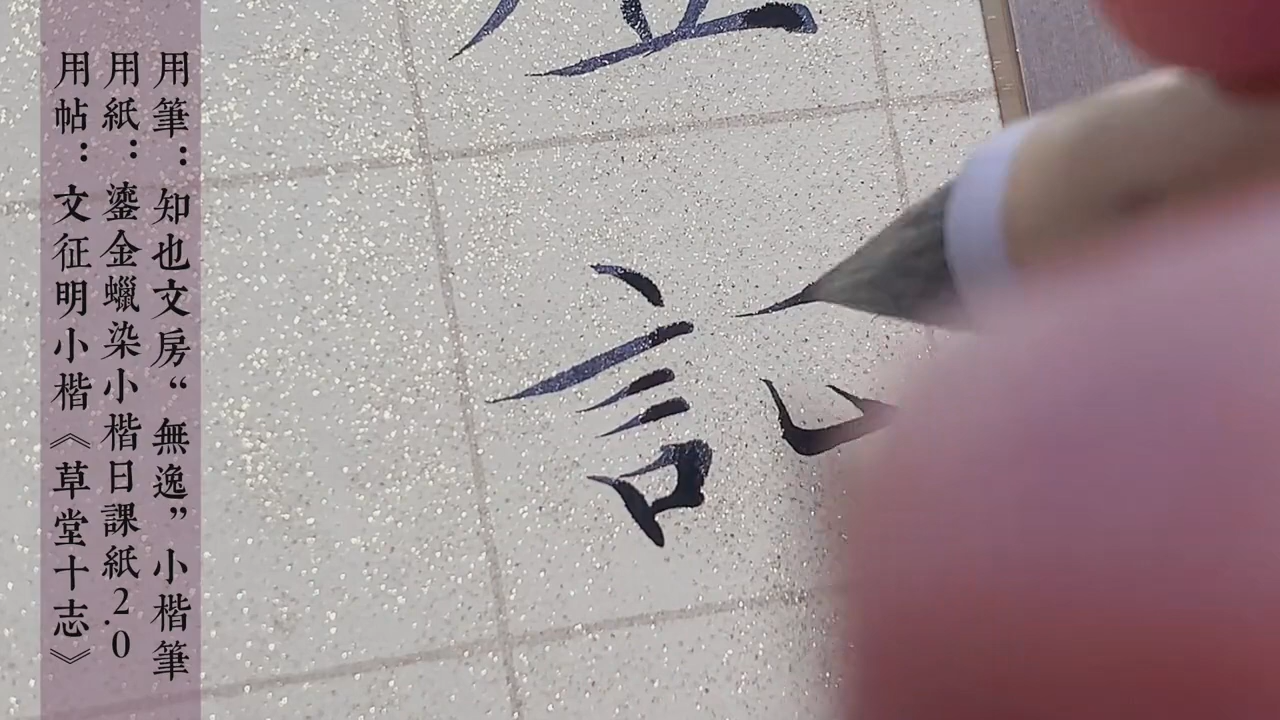 用筆：知也文房“無逸”小楷筆
用紙：鎏金蠟染小楷日課紙2.0
用帖：文征明小楷《草堂十志》